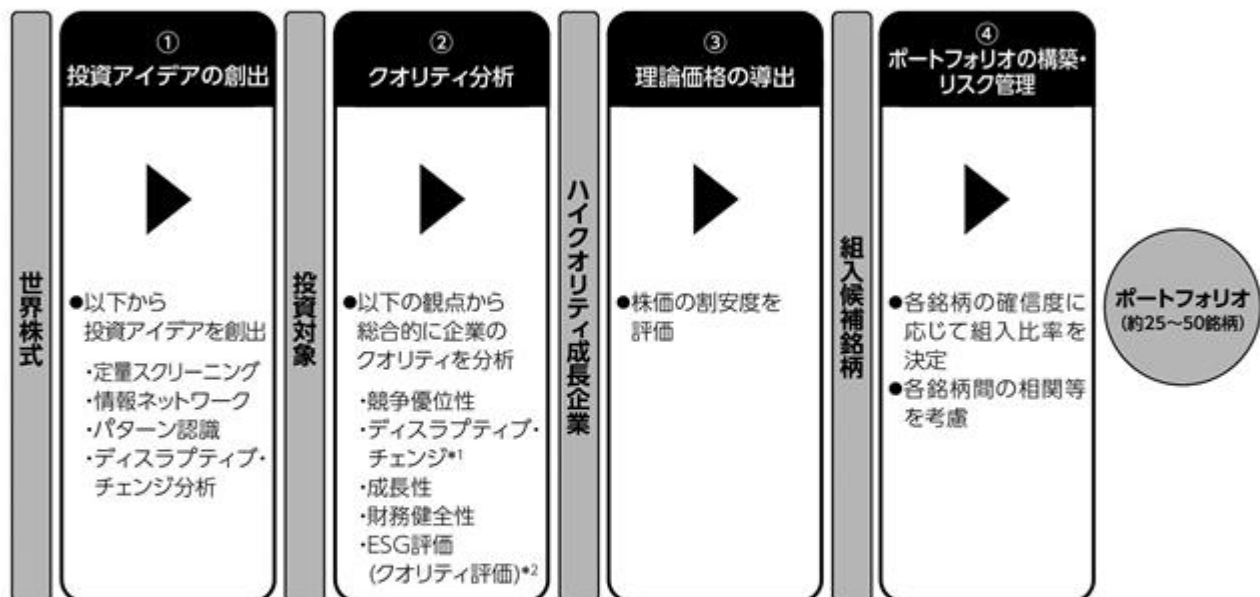 世界株式
①
投資アイデアの創出
●以下から
投資アイデアを創出
・定量スクリーニング
・情報ネットワーク
・パターン認識
・ディスラプティブ・
チェンジ分析
投資対象
②
クオリティ分析
●以下の観点から
総合的に企業の
クオリティを分析
・競争優位性
・ディスラプティブ・
チェンジ*1
・成長性
・財務健全性
・ESG評価
(クオリティ評価)*2
ハイクオリティ成長企業
③
理論価格の導出
●株価の割安度を
評価
組入候補銘柄
④
ポートフォリオの構築・
リスク管理
●各銘柄の確信度に
応じて組入比率を
決定
●各銘柄間の相関等
を考慮
ポートフォリオ
(約25～50銘柄)